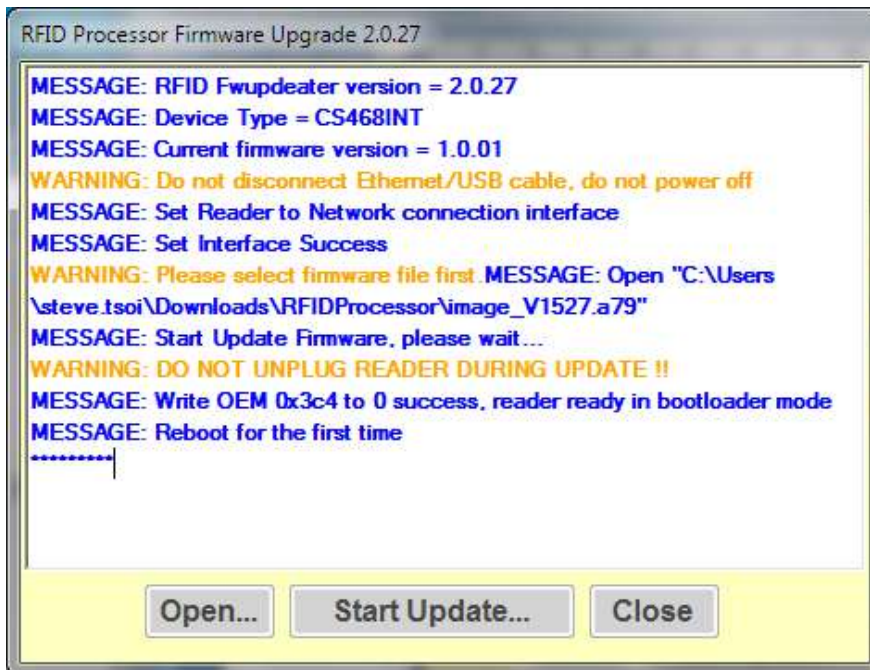 RFID Processor Firmware Upgrade 2.0.27
MESSAGE: RFID Fwupdeater version = 2.0.27
MESSAGE: Device Type = CS468INT
MESSAGE: Current firmware version = 1.0.01
WARNING: Do not disconnect Ethernet/USB cable, do not power off
MESSAGE: Set Reader to Network connection interface
MESSAGE: Set Interface Success
WARNING: Please select firmware file first.MESSAGE: Open "C:\Users
\steve.tsoi\Downloads\RFIDProcessor\image_V1527.a79"
MESSAGE: Start Update Firmware, please wait...
WARNING: DO NOT UNPLUG READER DURING UPDATE !!
MESSAGE: Write OEM 0x3c4 to 0 success, reader ready in bootloader mode
MESSAGE: Reboot for the first time
*********
Open... Start Update... Close